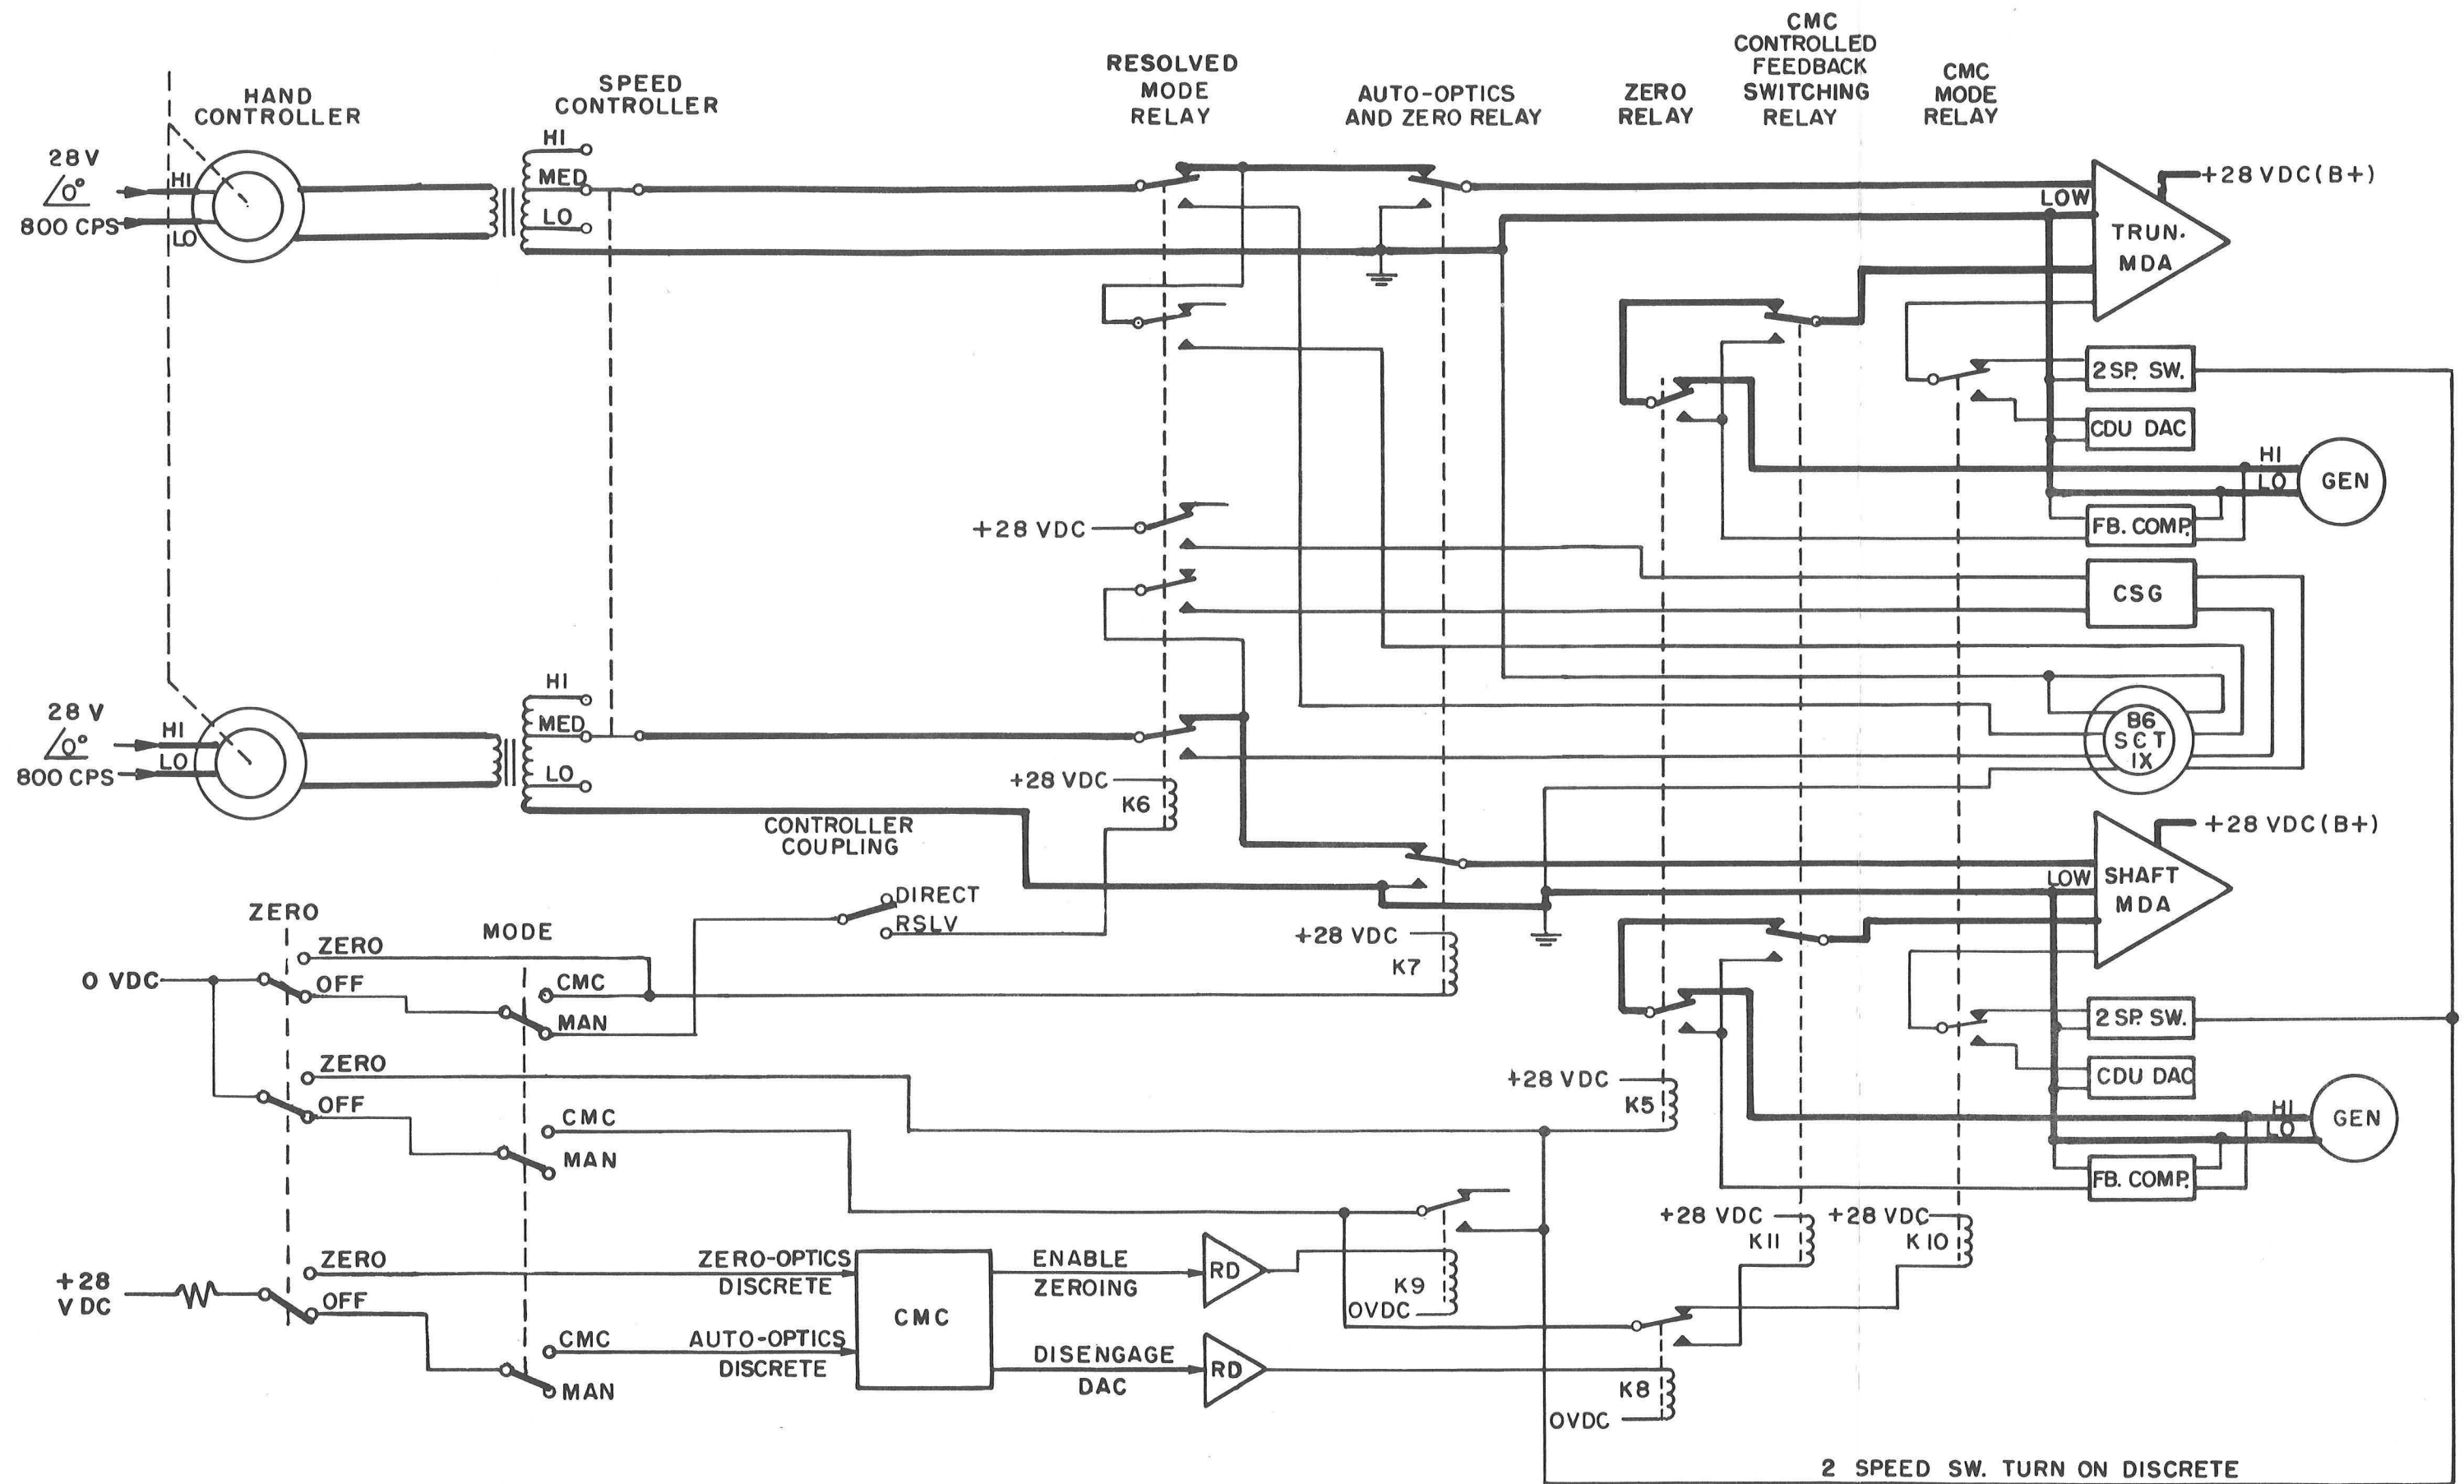 CMC
CONTROLLED
FEEDBACK
SWITCHING
RELAY
RESOLVED
MODE
RELAY
CMC
MODE
RELAY
HAND
CONTROLLER
SPEED
CONTROLLER
AUTO-OPTICS
AND ZERO RELAY
ZERO
RELAY
28 V
/0°
800 CPS
HI
LO
HI
MED
LO
+28 VDC (B+)
LOW
TRUN.
MDA
2 SP. SW.
CDU DAC
HI
LO
GEN
FB. COMP.
+28 VDC
CSG
B6
SCT
1X
28 V
/0°
800 CPS
HI
LO
HI
MED
LO
+28 VDC
K6
CONTROLLER
COUPLING
+28 VDC (B+)
LOW
SHAFT
MDA
DIRECT
RSLV
+28 VDC
K7
ZERO
MODE
ZERO
0 VDC
OFF
CMC
MAN
2 SP. SW.
CDU DAC
HI
LO
GEN
FB. COMP.
ZERO
OFF
CMC
MAN
+28 VDC
K5
+28 VDC
K11
+28 VDC
K10
+28
V DC
ZERO
OFF
CMC
MAN
ZERO-OPTICS
DISCRETE
AUTO-OPTICS
DISCRETE
CMC
ENABLE
ZEROING
RD
K9
0VDC
DISENGAGE
DAC
RD
K8
0VDC
2 SPEED SW. TURN ON DISCRETE